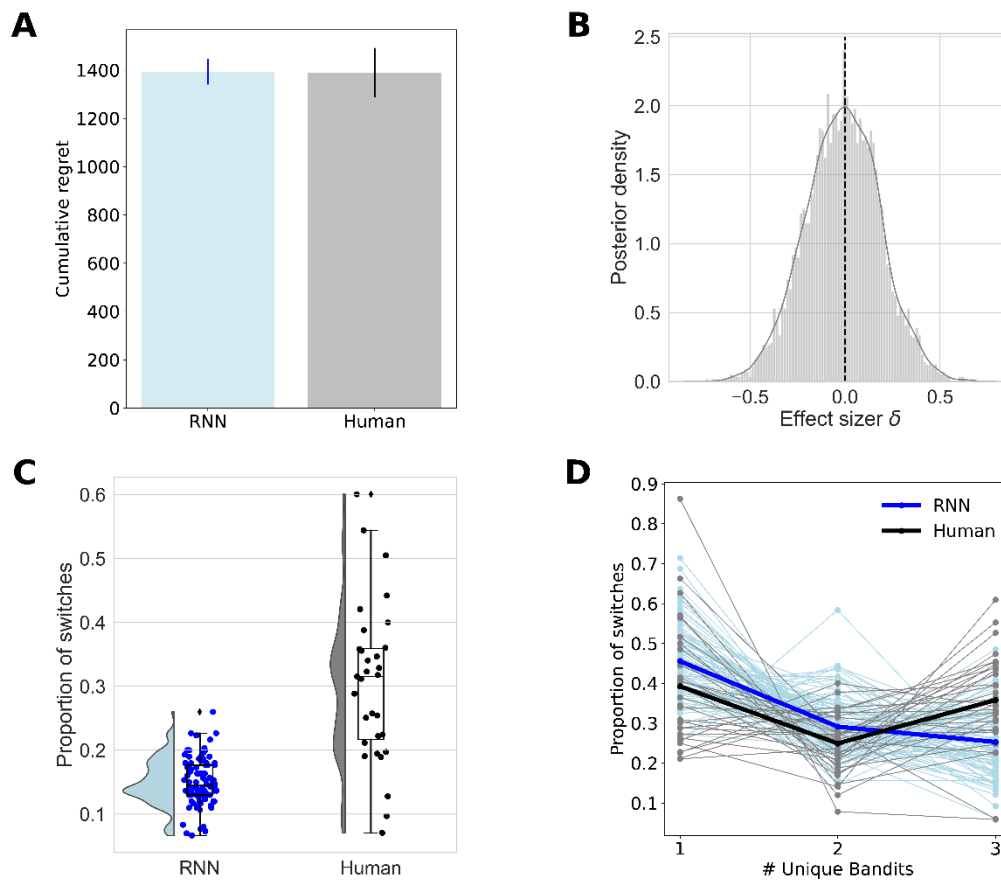 A
Cumulative regret
1400
1200
1000
800
600
400
200
0
RNN Human
B
Posterior density
2.5
2.0
1.5
1.0
0.5
0.0
−0.5 0.0 0.5
Effect sizer δ
C
Proportion of switches
0.6
0.5
0.4
0.3
0.2
0.1
RNN Human
D
Proportion of switches
0.9
0.8
0.7
0.6
0.5
0.4
0.3
0.2
0.1
RNN
Human
1 2 3
# Unique Bandits